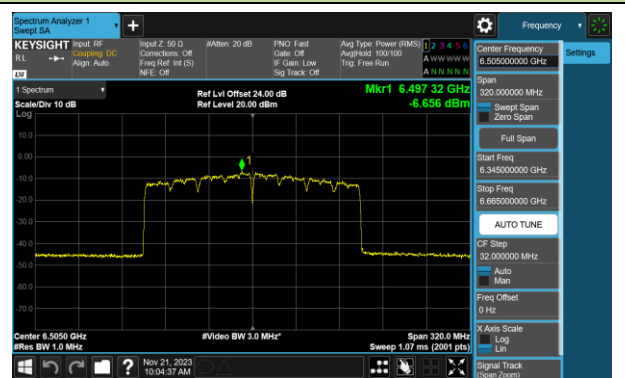 Spectrum Analyzer 1
Swept SA
+
Frequency
KEYSIGHT
RL
LXI
Input: RF
Coupling: DC
Align: Auto
Input Z: 50 Ω
Corrections: Off
Freq Ref: Int (S)
NFE: Off
#Atten: 20 dB
PNO: Fast
Gate: Off
IF Gain: Low
Sig Track: Off
Avg Type: Power (RMS)
Avg|Hold: 100/100
Trig: Free Run
1 2 3 4 5 6
A W W W W W
A N N N N N
1 Spectrum
Scale/Div 10 dB
Ref Lvl Offset 24.00 dB
Ref Level 20.00 dBm
Mkr1 6.497 32 GHz
-6.656 dBm
Log
10.0
0.00
-10.0
-20.0
-30.0
-40.0
-50.0
-60.0
-70.0
1
Center 6.5050 GHz
#Res BW 1.0 MHz
#Video BW 3.0 MHz*
Span 320.0 MHz
Sweep 1.07 ms (2001 pts)
Center Frequency
6.505000000 GHz
Settings
Span
320.000000 MHz
Swept Span
Zero Span
Full Span
Start Freq
6.345000000 GHz
Stop Freq
6.665000000 GHz
AUTO TUNE
CF Step
32.000000 MHz
Auto
Man
Freq Offset
0 Hz
X Axis Scale
Log
Lin
Signal Track
(Span Zoom)
?
Nov 21, 2023
10:04:37 AM